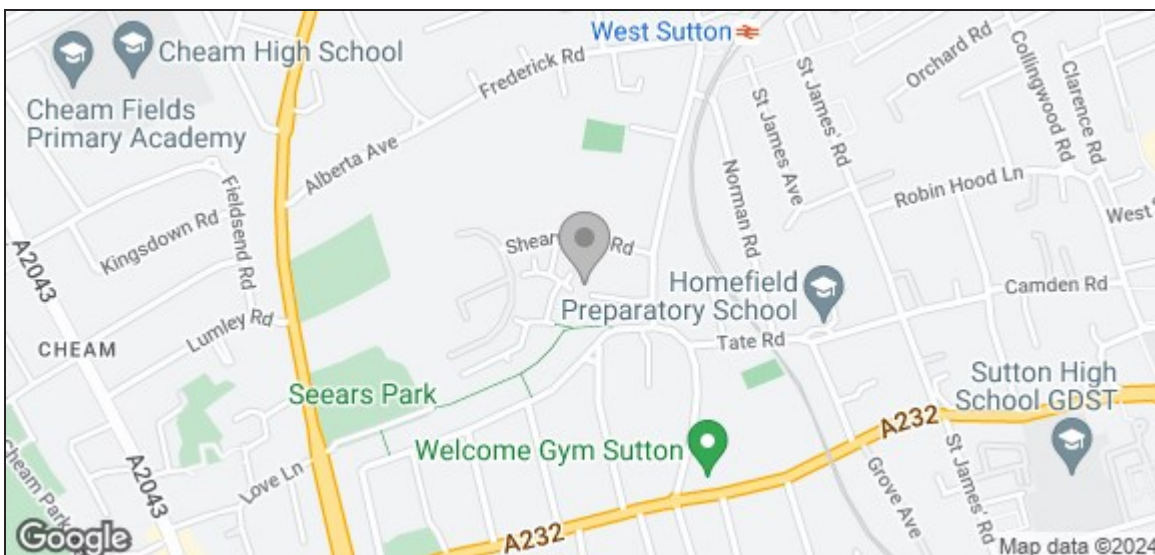 West Sutton
Cheam High School
Cheam Fields
Primary Academy
Frederick Rd
Alberta Ave
Orchard Rd
Collingwood Rd
Clarence Rd
St James' Rd
St James Ave
Norman Rd
Robin Hood Ln
West
Fieldsend Rd
Kingsdown Rd
A2043
Lumley Rd
CHEAM
Rd
Homefield
Preparatory School
Camden Rd
Tate Rd
Seears Park
Sutton High
School GDST
A232
Welcome Gym Sutton
Love Ln
A2043
Cheam Park
Grove Ave
St James' Rd
A232
Google
Map data ©2024